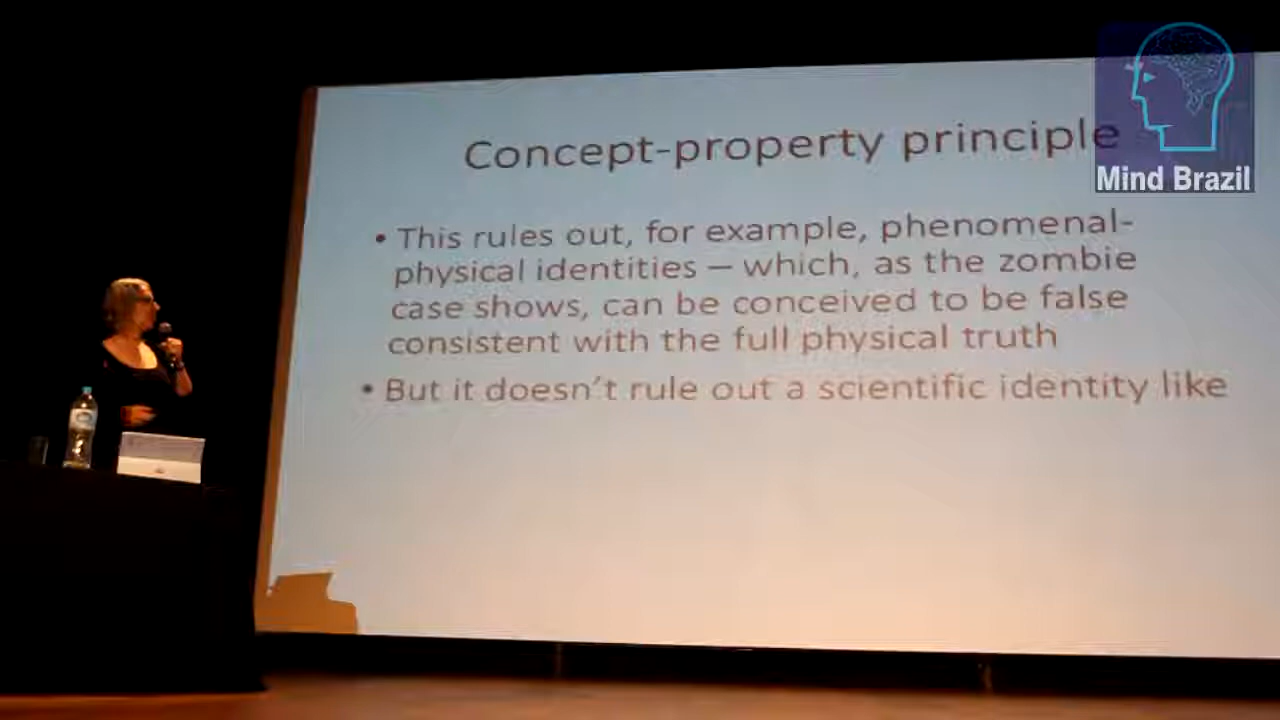 Concept-property principle
• This rules out, for example, phenomenal-
physical identities – which, as the zombie
case shows, can be conceived to be false
consistent with the full physical truth
• But it doesn't rule out a scientific identity like
Mind Brazil